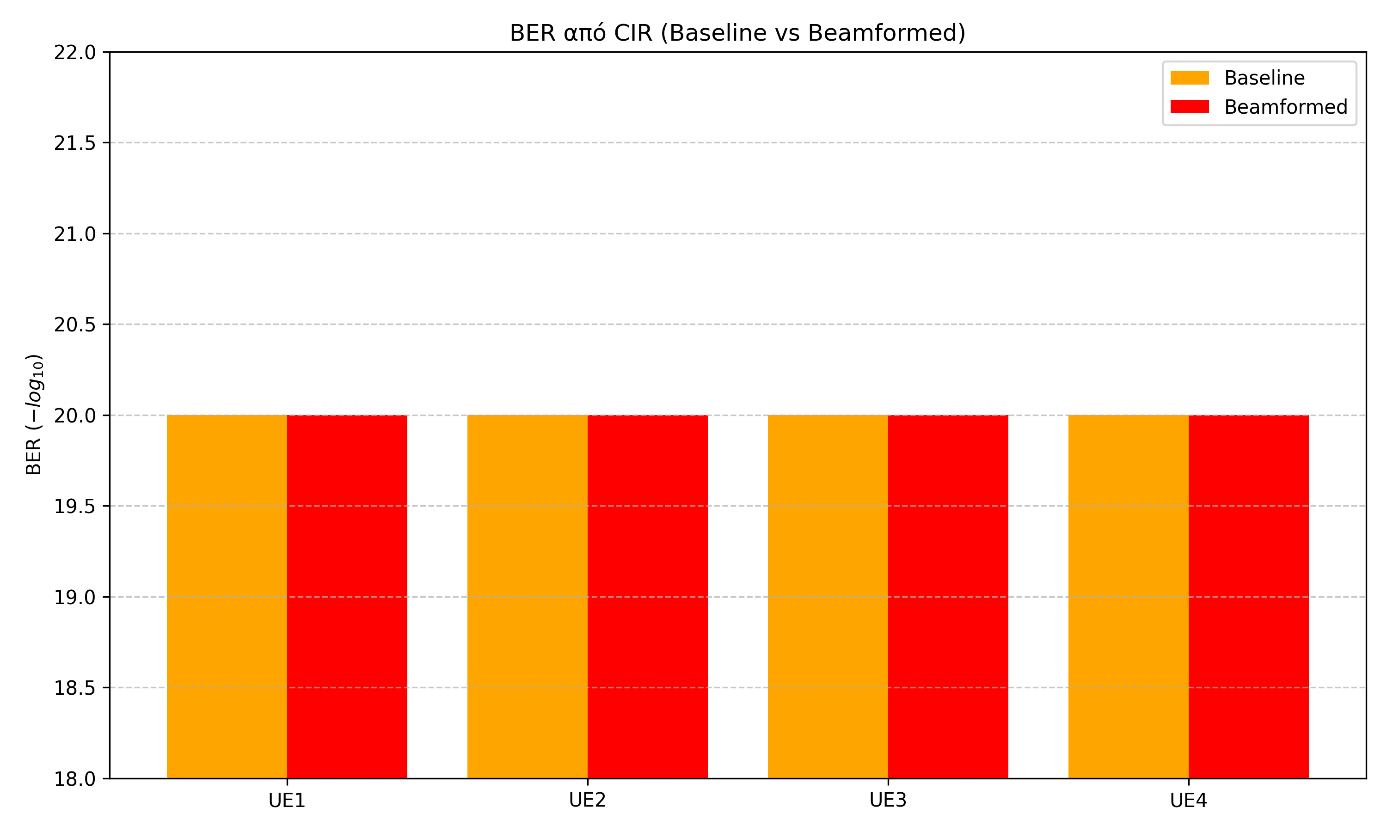 BER από CIR (Baseline vs Beamformed)
Baseline
Beamformed
22.0
21.5
21.0
20.5
20.0
19.5
19.0
18.5
18.0
BER (−log₁₀)
UE1 UE2 UE3 UE4